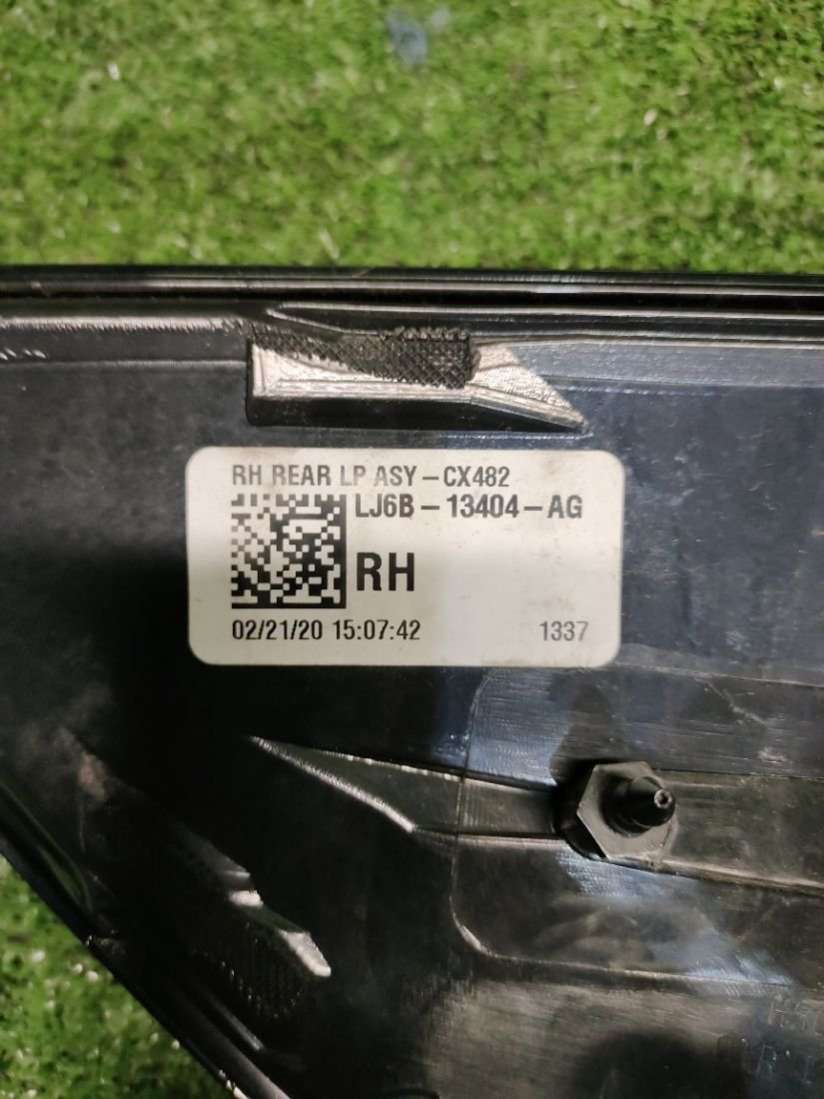 RH REAR LP ASY-CX482
LJ6B-13404-AG
RH
02/21/20 15:07:42 1337